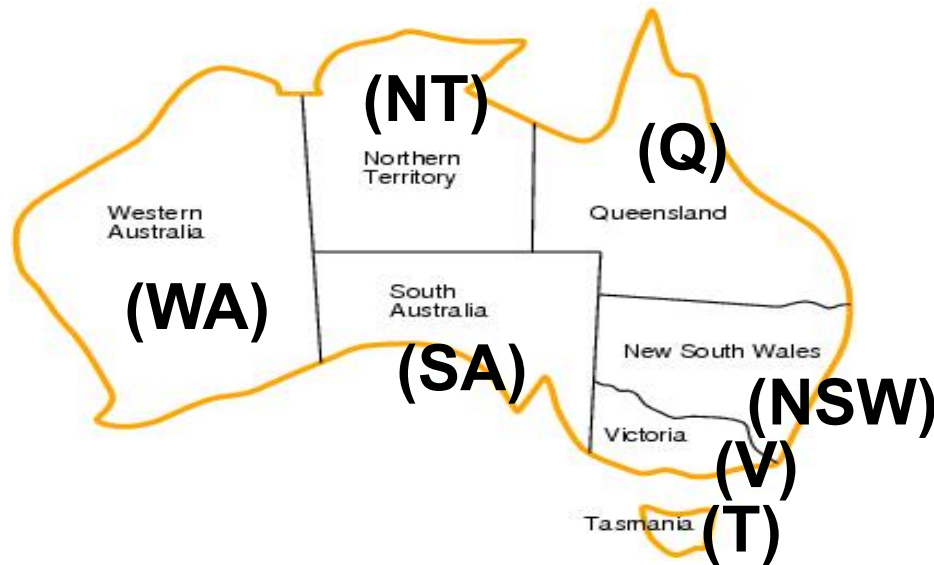 (NT)
Northern
Territory
(Q)
Queensland
Western
Australia
(WA)
South
Australia
(SA)
New South Wales
(NSW)
Victoria
(V)
Tasmania
(T)